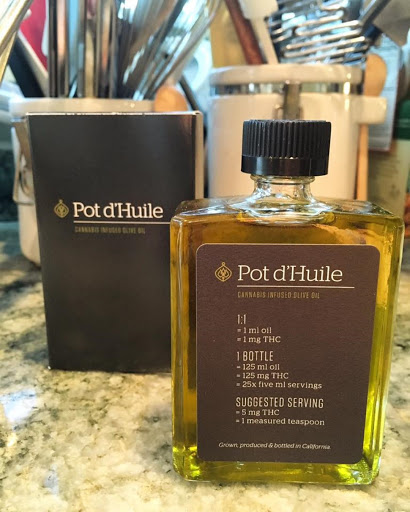 Pot d'Huile
CANNABIS INFUSED OLIVE OIL
Pot d'Huile
CANNABIS INFUSED OLIVE OIL
1:1
= 1 ml oil
= 1 mg THC
1 BOTTLE
= 125 ml oil
= 125 mg THC
= 25x five ml servings
SUGGESTED SERVING
= 5 mg THC
= 1 measured teaspoon
Grown, produced & bottled in California